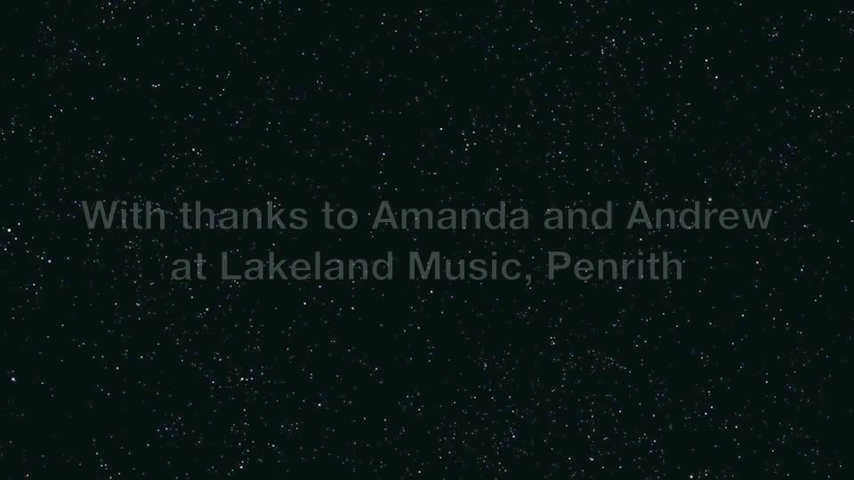 With thanks to Amanda and Andrew
at Lakeland Music, Penrith